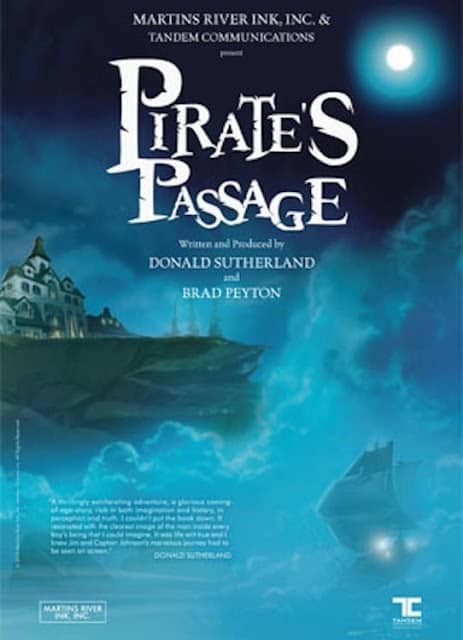 MARTINS RIVER INK, INC. &
TANDEM COMMUNICATIONS
present
PIRATE'S
PASSAGE
Written and Produced by
DONALD SUTHERLAND
and
BRAD PEYTON
"A thrillingly exhilarating adventure, a glorious coming-
of-age-story, rich in both imagination and history, in
perception and truth. I couldn't put the book down. It
resonated with the clearest image of the man inside every
boy's being that I could imagine. It was life writ true and I
knew Jim and Captain Johnson's marvelous journey had to
be seen on screen."
DONALD SUTHERLAND
MARTINS RIVER
INK, INC.
TC
TANDEM